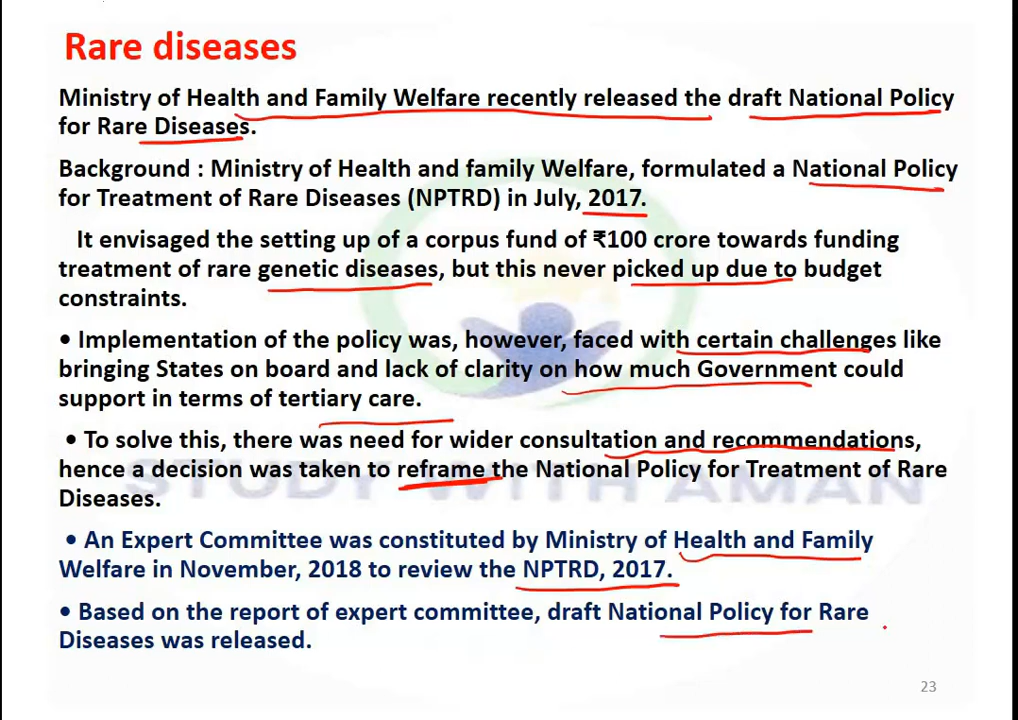 Rare diseases
Ministry of Health and Family Welfare recently released the draft National Policy
for Rare Diseases.
Background : Ministry of Health and family Welfare, formulated a National Policy
for Treatment of Rare Diseases (NPTRD) in July, 2017.
It envisaged the setting up of a corpus fund of ₹100 crore towards funding
treatment of rare genetic diseases, but this never picked up due to budget
constraints.
• Implementation of the policy was, however, faced with certain challenges like
bringing States on board and lack of clarity on how much Government could
support in terms of tertiary care.
• To solve this, there was need for wider consultation and recommendations,
hence a decision was taken to reframe the National Policy for Treatment of Rare
STUDY WITH AMAN
Diseases.
• An Expert Committee was constituted by Ministry of Health and Family
Welfare in November, 2018 to review the NPTRD, 2017.
• Based on the report of expert committee, draft National Policy for Rare
Diseases was released.
23